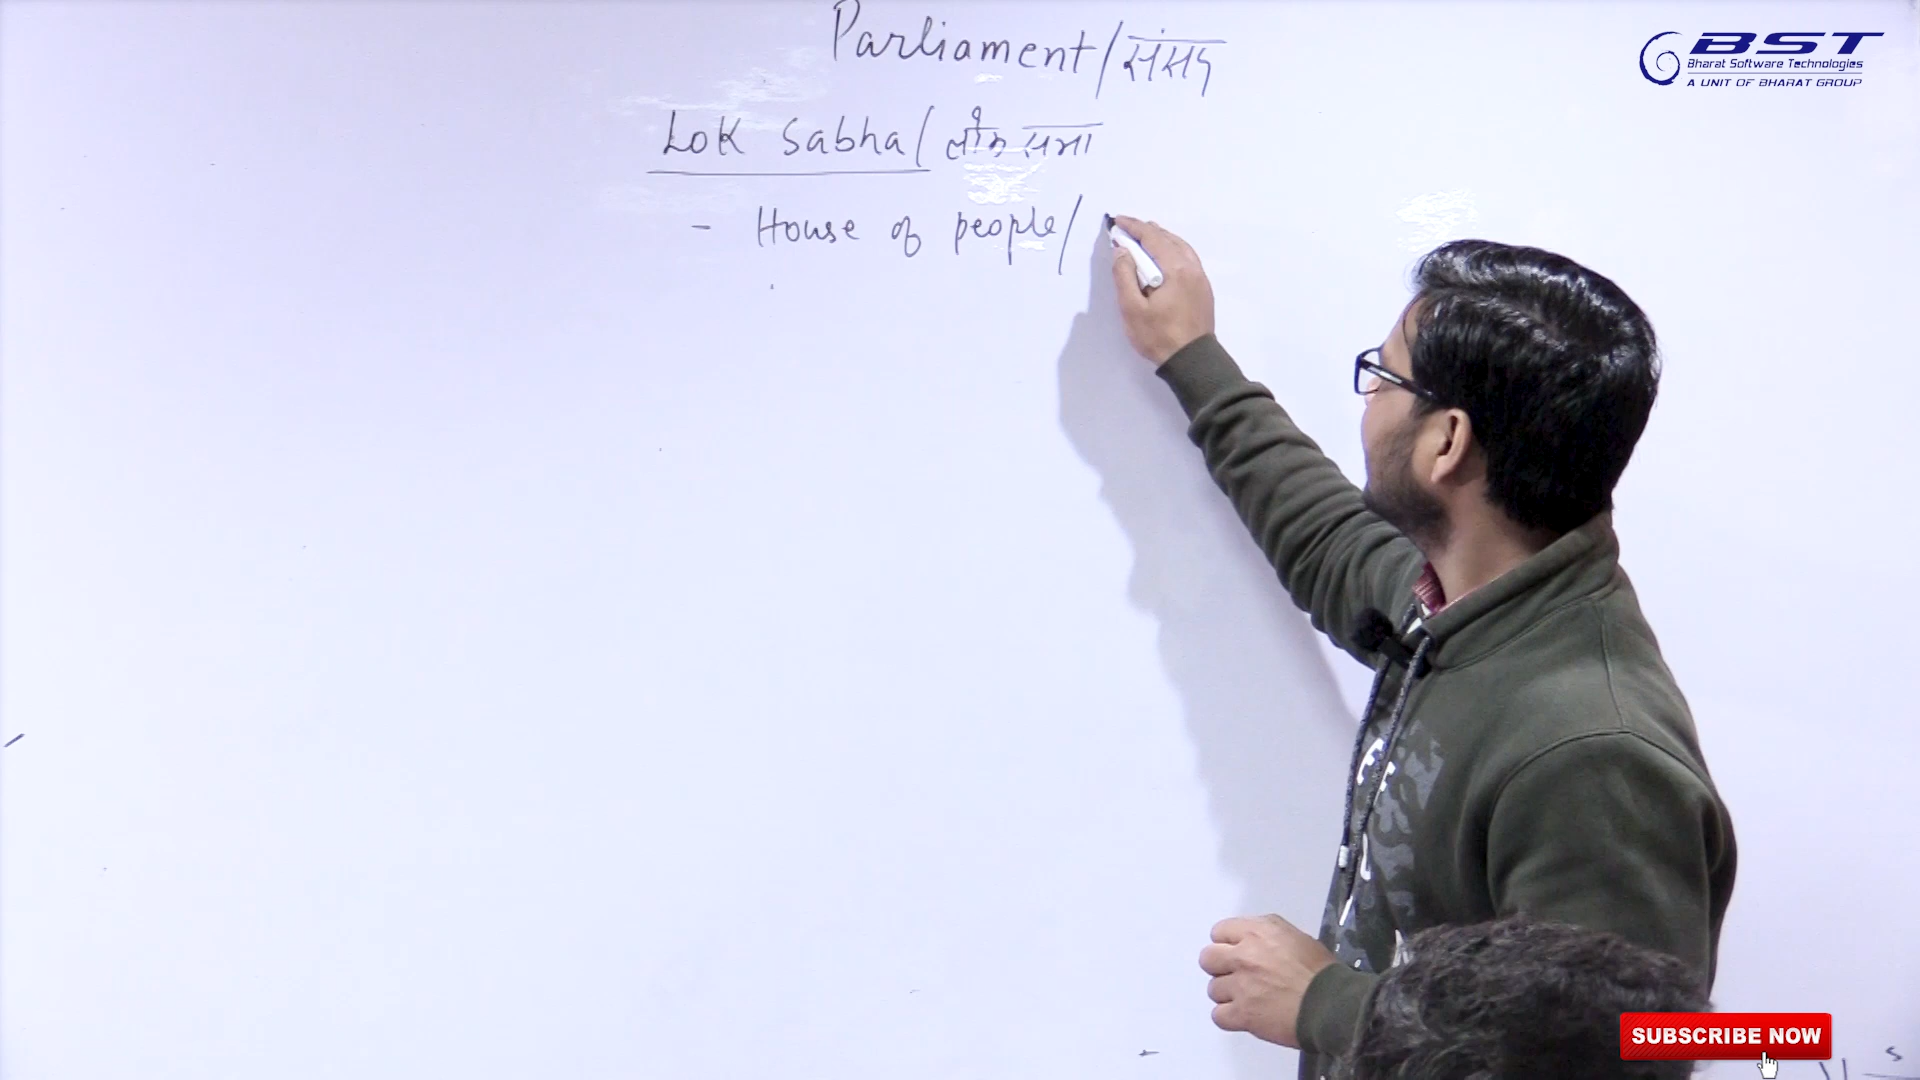 Parliament/संसद
Lok Sabha/लोक सभा
- House of people/
BST
Bharat Software Technologies
A UNIT OF BHARAT GROUP
SUBSCRIBE NOW